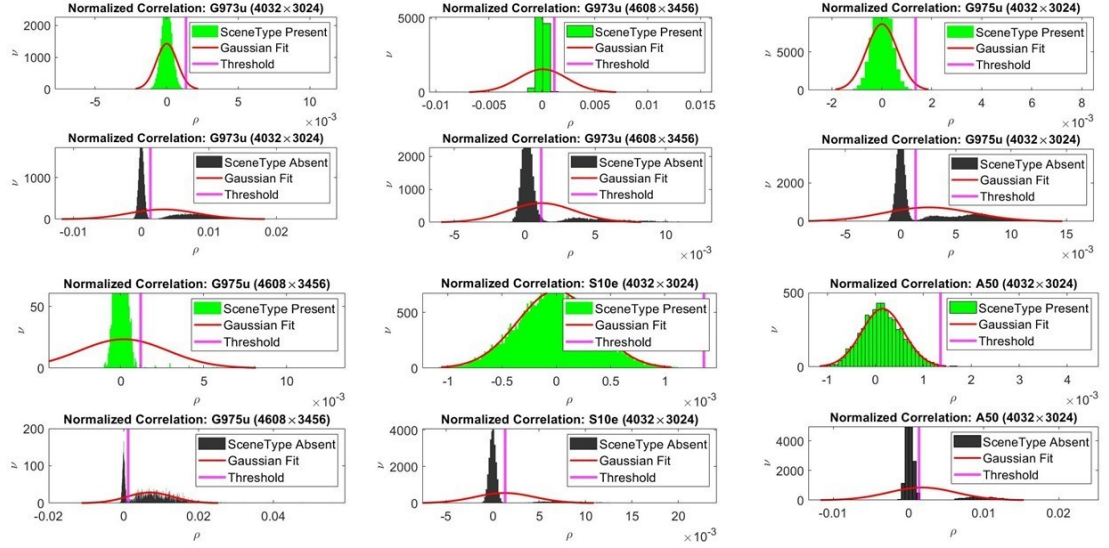 Normalized Correlation: G973u (4032×3024)
2000
1000
0
ν
SceneType Present
Gaussian Fit
Threshold
-5 0 5 10
ρ
×10⁻³
Normalized Correlation: G973u (4608×3456)
5000
0
ν
SceneType Present
Gaussian Fit
Threshold
-0.01 -0.005 0 0.005 0.01 0.015
ρ
Normalized Correlation: G975u (4032×3024)
5000
0
ν
SceneType Present
Gaussian Fit
Threshold
-2 0 2 4 6 8
ρ
×10⁻³
Normalized Correlation: G973u (4032×3024)
1000
0
ν
SceneType Absent
Gaussian Fit
Threshold
-0.01 0 0.01 0.02
ρ
Normalized Correlation: G973u (4608×3456)
2000
1000
0
ν
SceneType Absent
Gaussian Fit
Threshold
-5 0 5 10
ρ
×10⁻³
Normalized Correlation: G975u (4032×3024)
2000
0
ν
SceneType Absent
Gaussian Fit
Threshold
-5 0 5 10 15
ρ
×10⁻³
Normalized Correlation: G975u (4608×3456)
50
0
ν
SceneType Present
Gaussian Fit
Threshold
0 5 10
ρ
×10⁻³
Normalized Correlation: S10e (4032×3024)
500
0
ν
SceneType Present
Gaussian Fit
Threshold
-1 -0.5 0 0.5 1
ρ
×10⁻³
Normalized Correlation: A50 (4032×3024)
500
0
ν
SceneType Present
Gaussian Fit
Threshold
-1 0 1 2 3 4
ρ
×10⁻³
Normalized Correlation: G975u (4608×3456)
200
100
0
ν
SceneType Absent
Gaussian Fit
Threshold
-0.02 0 0.02 0.04
ρ
Normalized Correlation: S10e (4032×3024)
4000
2000
0
ν
SceneType Absent
Gaussian Fit
Threshold
-5 0 5 10 15 20
ρ
×10⁻³
Normalized Correlation: A50 (4032×3024)
4000
2000
0
ν
SceneType Absent
Gaussian Fit
Threshold
-0.01 0 0.01 0.02
ρ